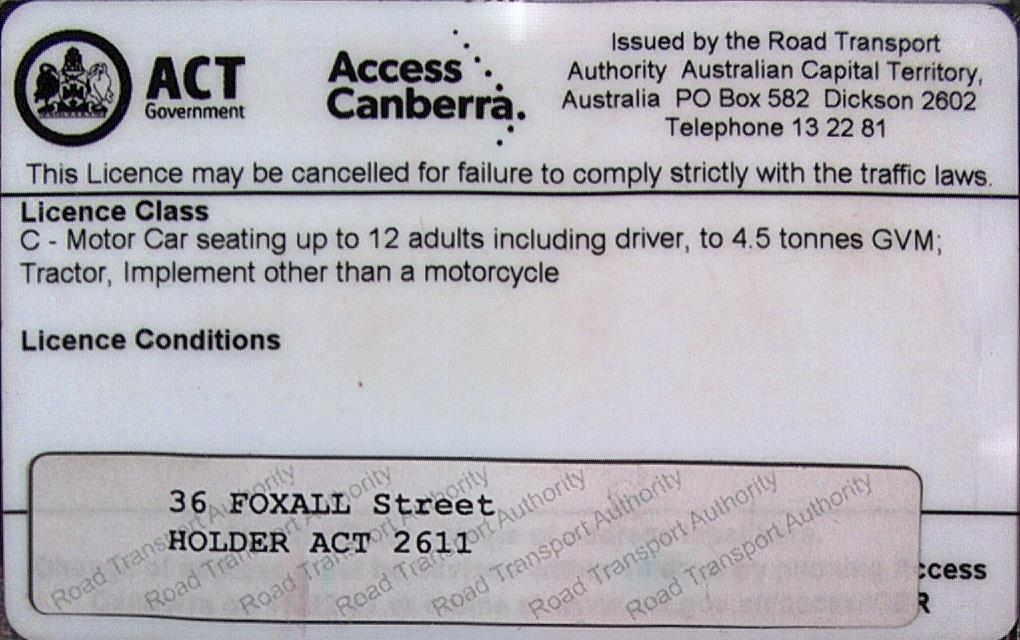 ACT
Government
Access
Canberra.
Issued by the Road Transport
Authority Australian Capital Territory,
Australia PO Box 582 Dickson 2602
Telephone 13 22 81
This Licence may be cancelled for failure to comply strictly with the traffic laws.
Licence Class
C - Motor Car seating up to 12 adults including driver, to 4.5 tonnes GVM;
Tractor, Implement other than a motorcycle
Licence Conditions
36 FOXALL Street
HOLDER ACT 2611
Road Transport Authority Road Transport Authority Road Transport Authority Road Transport Authority Road Transport Authority Road Transport Authority Road Transport Authority